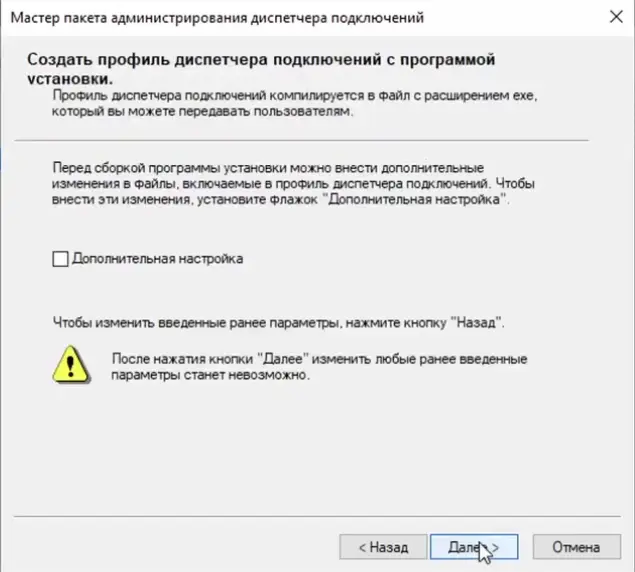 Мастер пакета администрирования диспетчера подключений
Создать профиль диспетчера подключений с программой
установки.
Профиль диспетчера подключений компилируется в файл с расширением exe,
который вы можете передавать пользователям.
Перед сборкой программы установки можно внести дополнительные
изменения в файлы, включаемые в профиль диспетчера подключений. Чтобы
внести эти изменения, установите флажок "Дополнительная настройка".
Дополнительная настройка
Чтобы изменить введенные ранее параметры, нажмите кнопку "Назад".
После нажатия кнопки "Далее" изменить любые ранее введенные
параметры станет невозможно.
< Назад
Далее >
Отмена